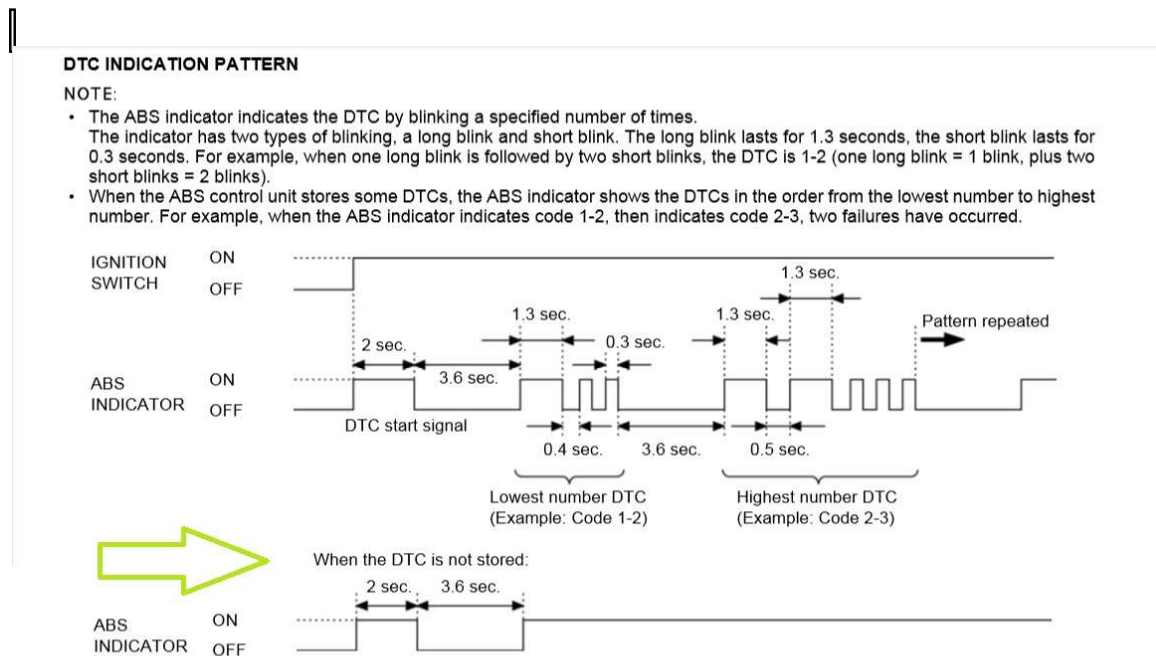 DTC INDICATION PATTERN
NOTE:
• The ABS indicator indicates the DTC by blinking a specified number of times.
The indicator has two types of blinking, a long blink and short blink. The long blink lasts for 1.3 seconds, the short blink lasts for
0.3 seconds. For example, when one long blink is followed by two short blinks, the DTC is 1-2 (one long blink = 1 blink, plus two
short blinks = 2 blinks).
• When the ABS control unit stores some DTCs, the ABS indicator shows the DTCs in the order from the lowest number to highest
number. For example, when the ABS indicator indicates code 1-2, then indicates code 2-3, two failures have occurred.
IGNITION
SWITCH
ON
OFF
1.3 sec.
1.3 sec.
1.3 sec.
Pattern repeated
2 sec.
0.3 sec.
3.6 sec.
ABS
INDICATOR
ON
OFF
DTC start signal
0.4 sec.
3.6 sec.
0.5 sec.
Lowest number DTC
(Example: Code 1-2)
Highest number DTC
(Example: Code 2-3)
When the DTC is not stored:
2 sec.
3.6 sec.
ABS
INDICATOR
ON
OFF